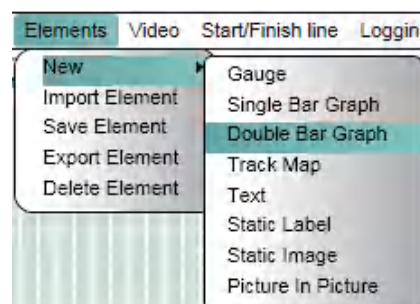 Elements Video Start/Finish line Loggin
New
Import Element
Save Element
Export Element
Delete Element
Gauge
Single Bar Graph
Double Bar Graph
Track Map
Text
Static Label
Static Image
Picture In Picture